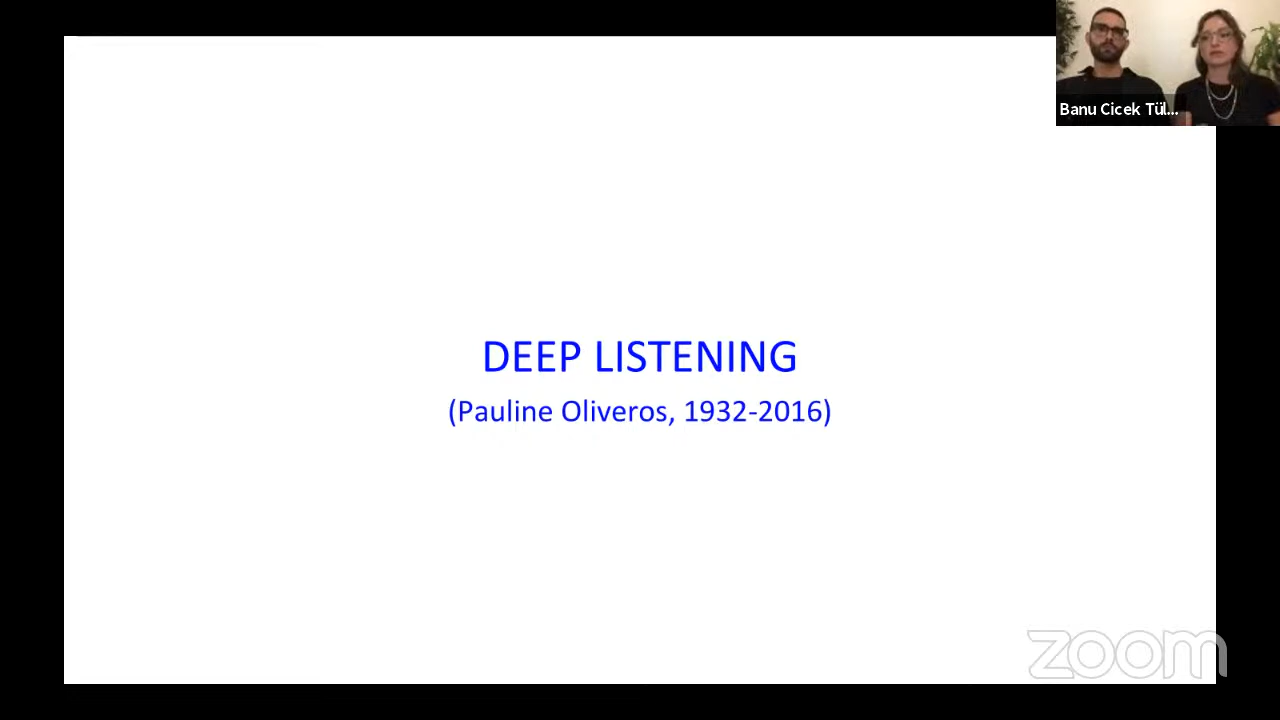 Banu Cicek Tül...
DEEP LISTENING
(Pauline Oliveros, 1932-2016)
zoom